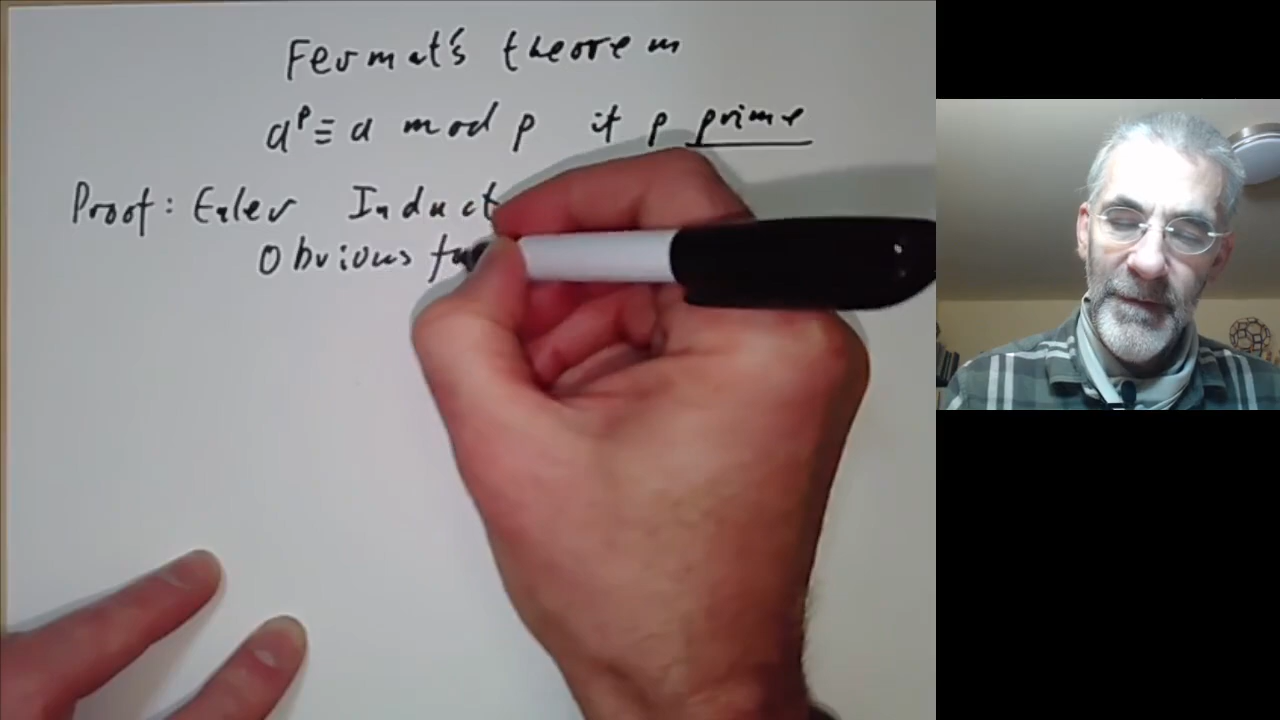 Fermat's theorem
a^p ≡ a mod p if p prime
Proof: Euler Induct
Obvious